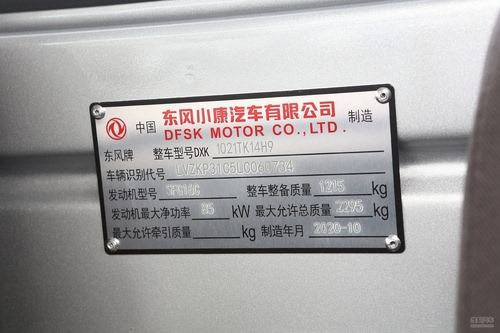 东风小康汽车有限公司
中国 DFSK MOTOR CO.,LTD. 制造
东风牌 整车型号DXK 1021TK14H9
车辆识别代号 LVZKP31C5LC060734
发动机型号 整车整备质量 1215 kg
发动机最大净功率 85 kW 最大允许总质量 2295 kg
最大允许牵引质量 kg 制造年月 2020-10